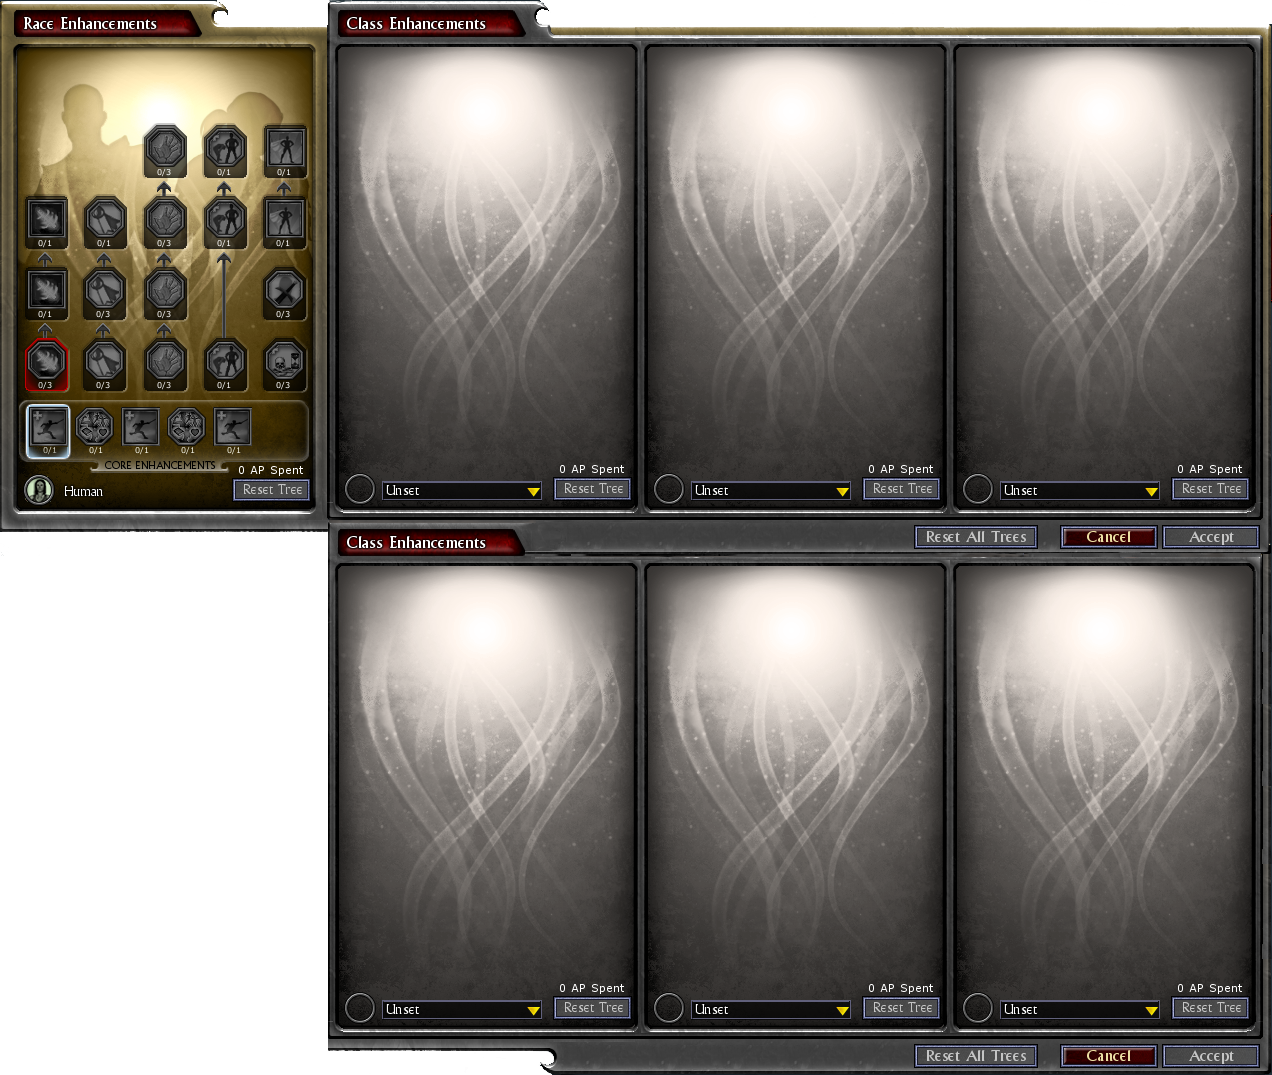 Race Enhancements
Class Enhancements
0/3 0/1 0/1
0/1 0/1 0/3 0/1 0/1
0/1 0/3 0/3 0/3
0/3 0/3 0/3 0/1 0/3
0/1 0/1 0/1 0/1 0/1
CORE ENHANCEMENTS
0 AP Spent
Human
Reset Tree
0 AP Spent
Unset
Reset Tree
0 AP Spent
Unset
Reset Tree
0 AP Spent
Unset
Reset Tree
Reset All Trees
Cancel
Accept
Class Enhancements
0 AP Spent
Unset
Reset Tree
0 AP Spent
Unset
Reset Tree
0 AP Spent
Unset
Reset Tree
Reset All Trees
Cancel
Accept